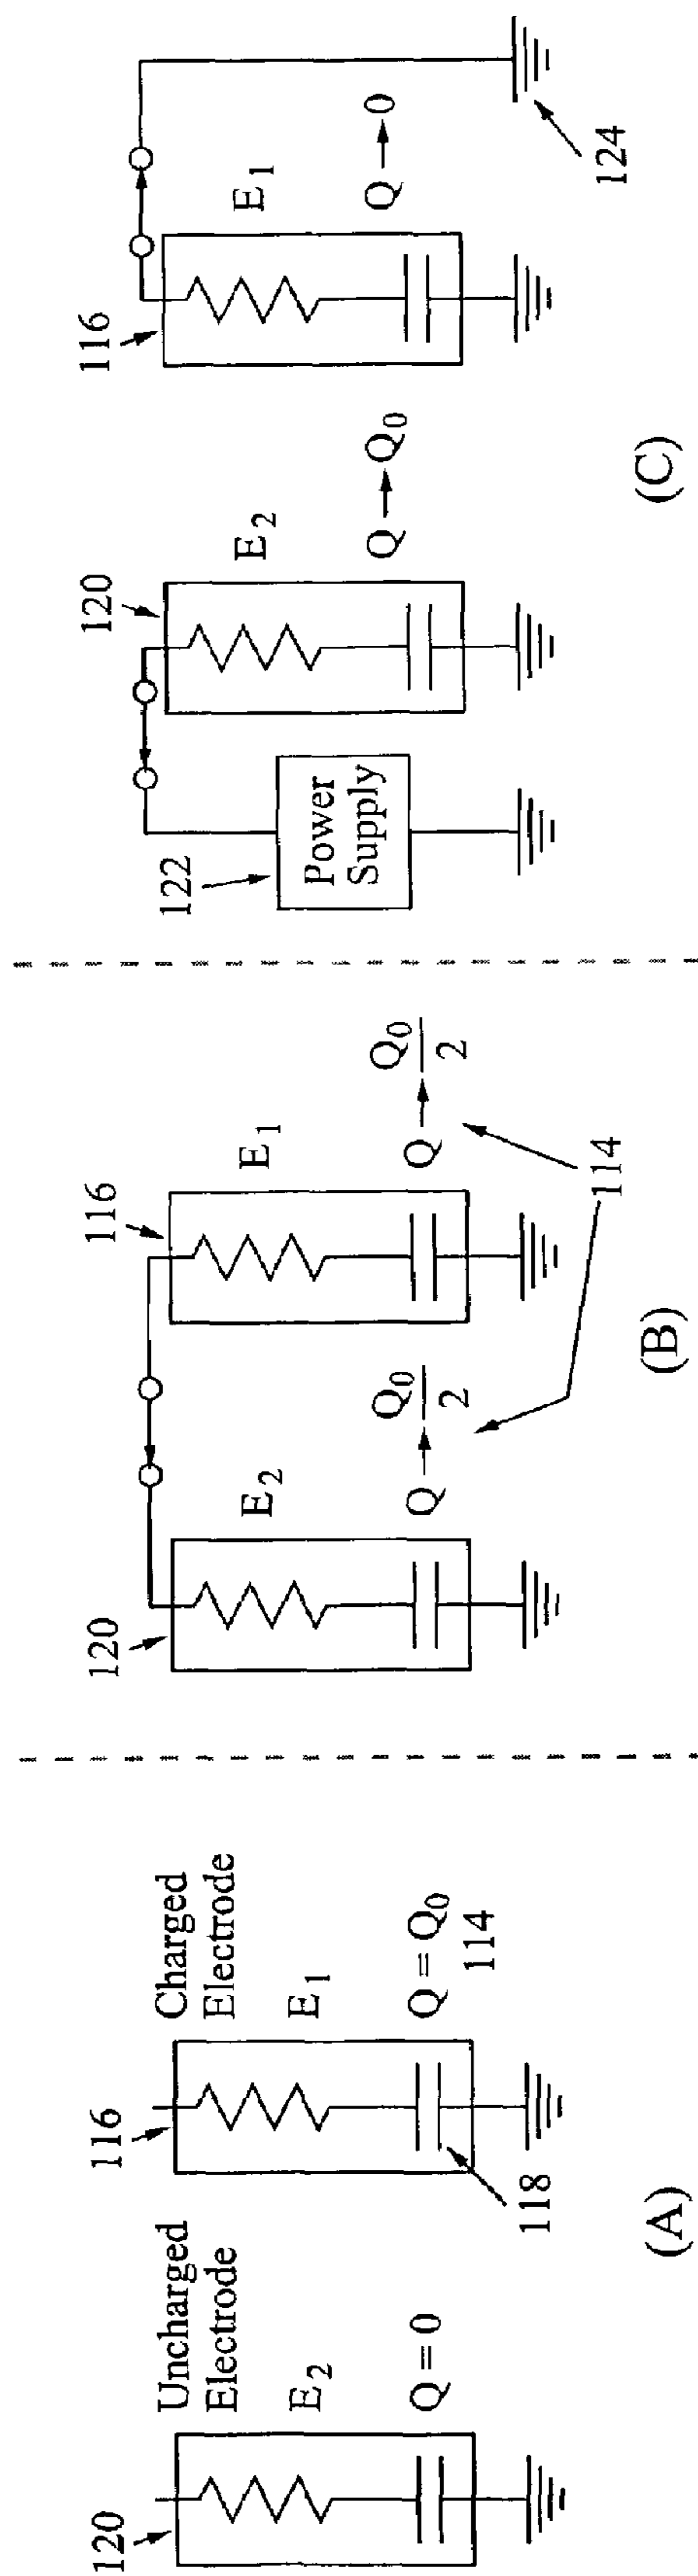 120
Uncharged
Electrode
E2
Q = 0
116
Charged
Electrode
E1
Q = Q0
114
118
(A)
120
E2
Q → Q0/2
116
E1
Q → Q0/2
114
(B)
122
Power
Supply
120
E2
Q → Q0
116
E1
Q → 0
124
(C)